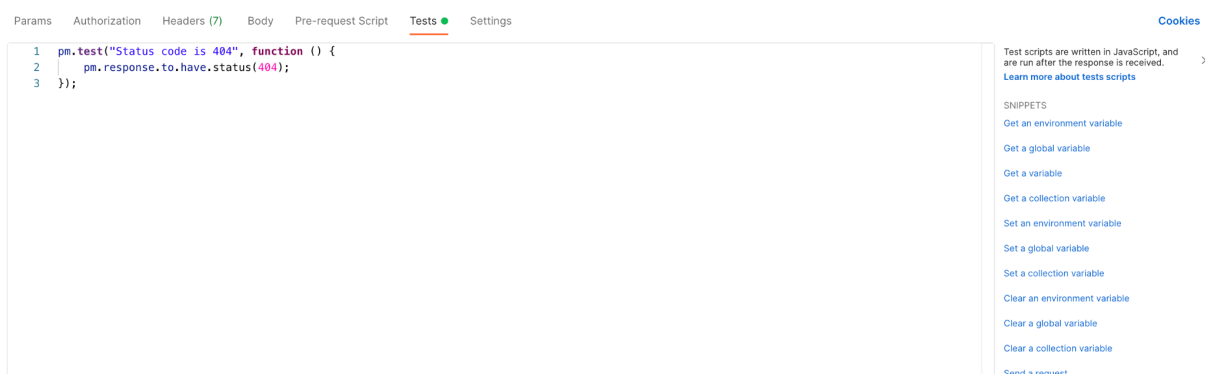 Params Authorization Headers (7) Body Pre-request Script Tests Settings Cookies
1 pm.test("Status code is 404", function () {
2     pm.response.to.have.status(404);
3 });
Test scripts are written in JavaScript, and
are run after the response is received.
Learn more about tests scripts
SNIPPETS
Get an environment variable
Get a global variable
Get a variable
Get a collection variable
Set an environment variable
Set a global variable
Set a collection variable
Clear an environment variable
Clear a global variable
Clear a collection variable
Send a request